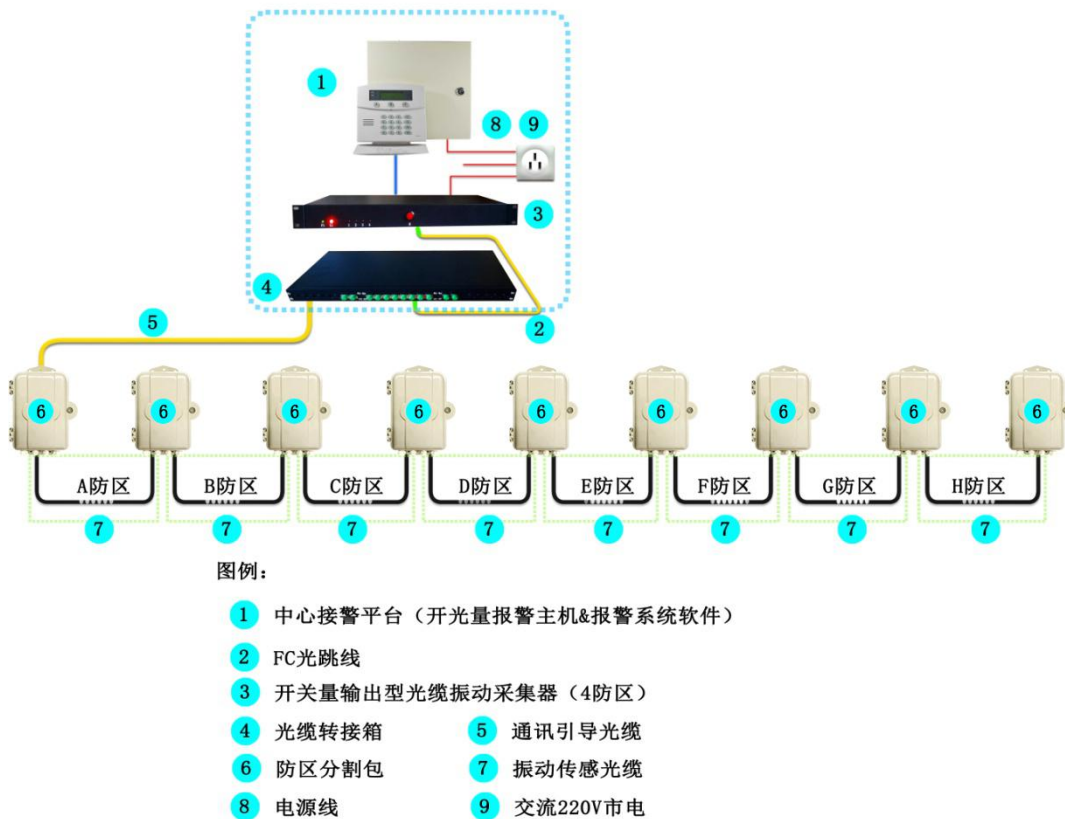 1
8 9
3
4
5
2
6 6 6 6 6 6 6 6 6
A防区 B防区 C防区 D防区 E防区 F防区 G防区 H防区
7 7 7 7 7 7 7 7
图例：
1 中心接警平台（开光量报警主机&报警系统软件）
2 FC光跳线
3 开关量输出型光缆振动采集器（4防区）
4 光缆转接箱 5 通讯引导光缆
6 防区分割包 7 振动传感光缆
8 电源线 9 交流220V市电